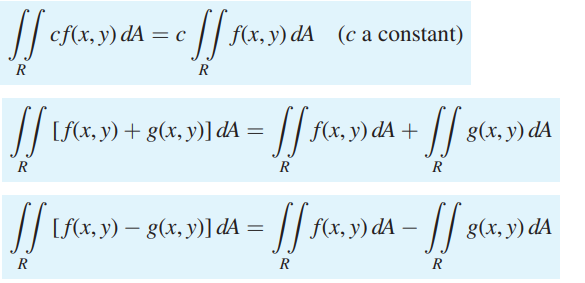 ∬_R cf(x, y) dA = c ∬_R f(x, y) dA (c a constant)
∬_R [f(x, y) + g(x, y)] dA = ∬_R f(x, y) dA + ∬_R g(x, y) dA
∬_R [f(x, y) − g(x, y)] dA = ∬_R f(x, y) dA − ∬_R g(x, y) dA